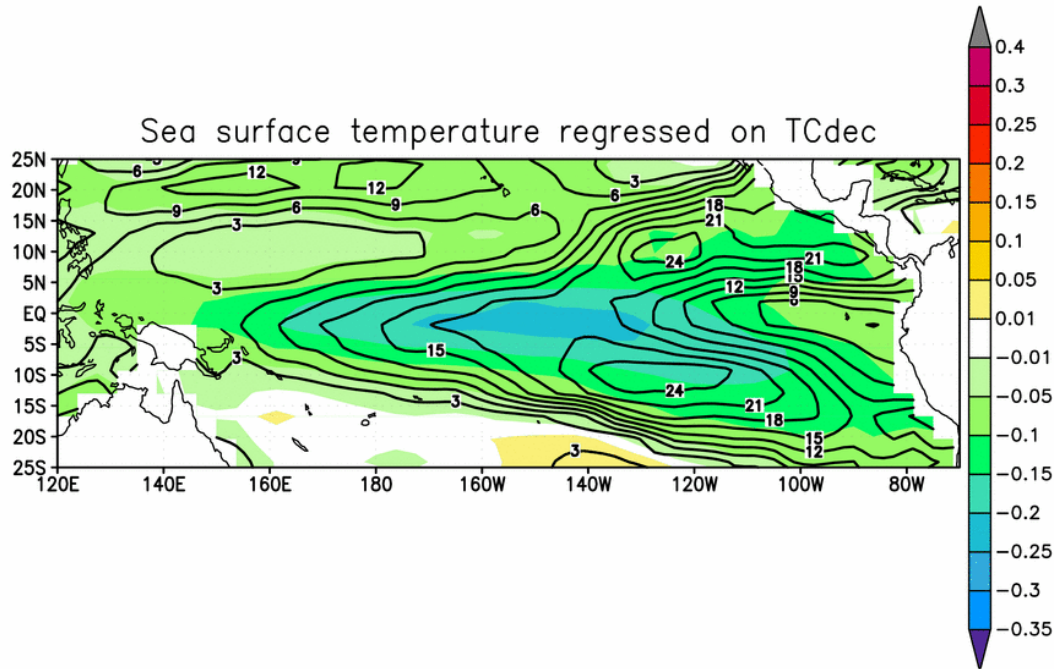 Sea surface temperature regressed on TCdec
25N
20N
15N
10N
5N
EQ
5S
10S
15S
20S
25S
120E 140E 160E 180 160W 140W 120W 100W 80W
6 12 12 3
9 6 9 6 6 18
3 21
24 21
3 18
12 15
9
15
3
3 24 21
18
15
12
3
0.4
0.3
0.25
0.2
0.15
0.1
0.05
0.01
−0.01
−0.05
−0.1
−0.15
−0.2
−0.25
−0.3
−0.35